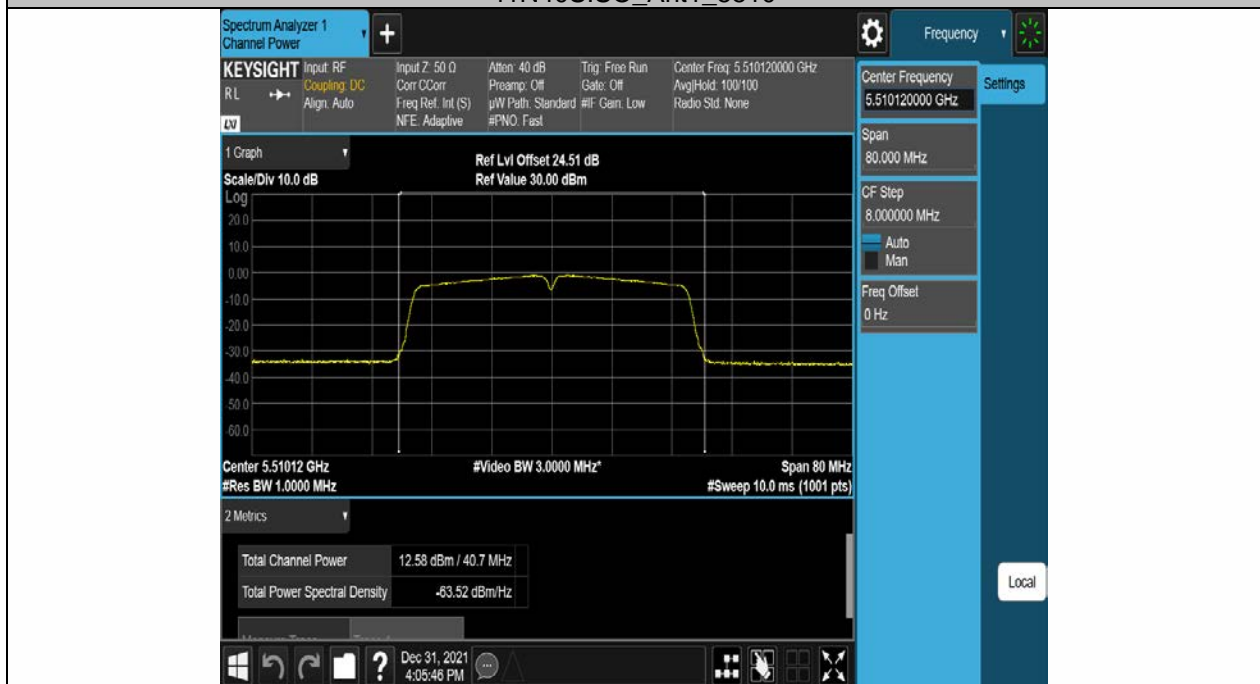 Spectrum Analyzer 1
Channel Power
Frequency
KEYSIGHT
RL
LXI
Input: RF
Coupling: DC
Align: Auto
Input Z: 50 Ω
Corr CCorr
Freq Ref: Int (S)
NFE: Adaptive
Atten: 40 dB
Preamp: Off
µW Path: Standard
#PNO: Fast
Trig: Free Run
Gate: Off
#IF Gain: Low
Center Freq: 5.510120000 GHz
Avg|Hold: 100/100
Radio Std: None
Center Frequency
5.510120000 GHz
Settings
Span
80.000 MHz
CF Step
8.000000 MHz
Auto
Man
Freq Offset
0 Hz
1 Graph
Scale/Div 10.0 dB
Ref Lvl Offset 24.51 dB
Ref Value 30.00 dBm
Log
20.0
10.0
0.00
-10.0
-20.0
-30.0
-40.0
-50.0
-60.0
Center 5.51012 GHz
#Res BW 1.0000 MHz
#Video BW 3.0000 MHz*
Span 80 MHz
#Sweep 10.0 ms (1001 pts)
2 Metrics
Total Channel Power 12.58 dBm / 40.7 MHz
Total Power Spectral Density -63.52 dBm/Hz
Local
Dec 31, 2021
4:05:46 PM